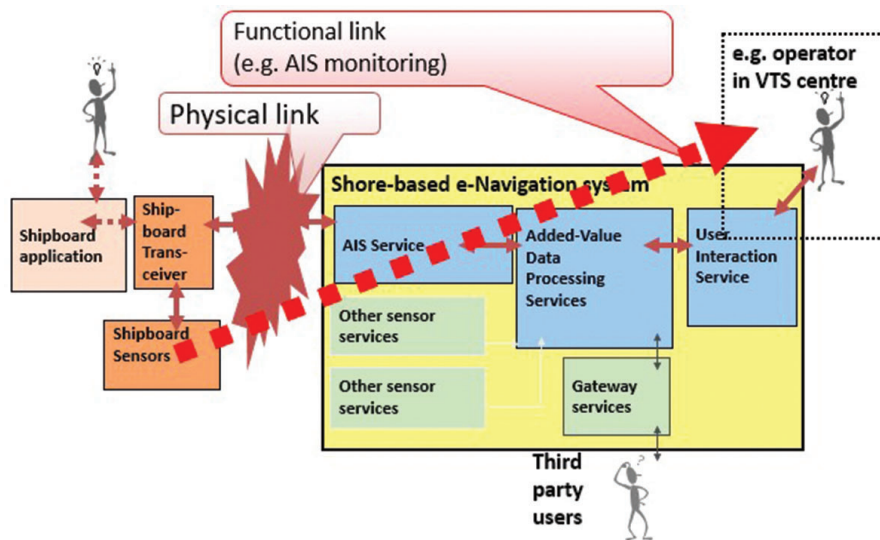 Functional link
(e.g. AIS monitoring)
e.g. operator
in VTS centre
Physical link
Shore-based e-Navigation system
Shipboard
application
Ship-
board
Trans-
ceiver
AIS Service
Added-Value
Data
Processing
Services
User
Interaction
Service
Shipboard
Sensors
Other sensor
services
Other sensor
services
Gateway
services
Third
party
users